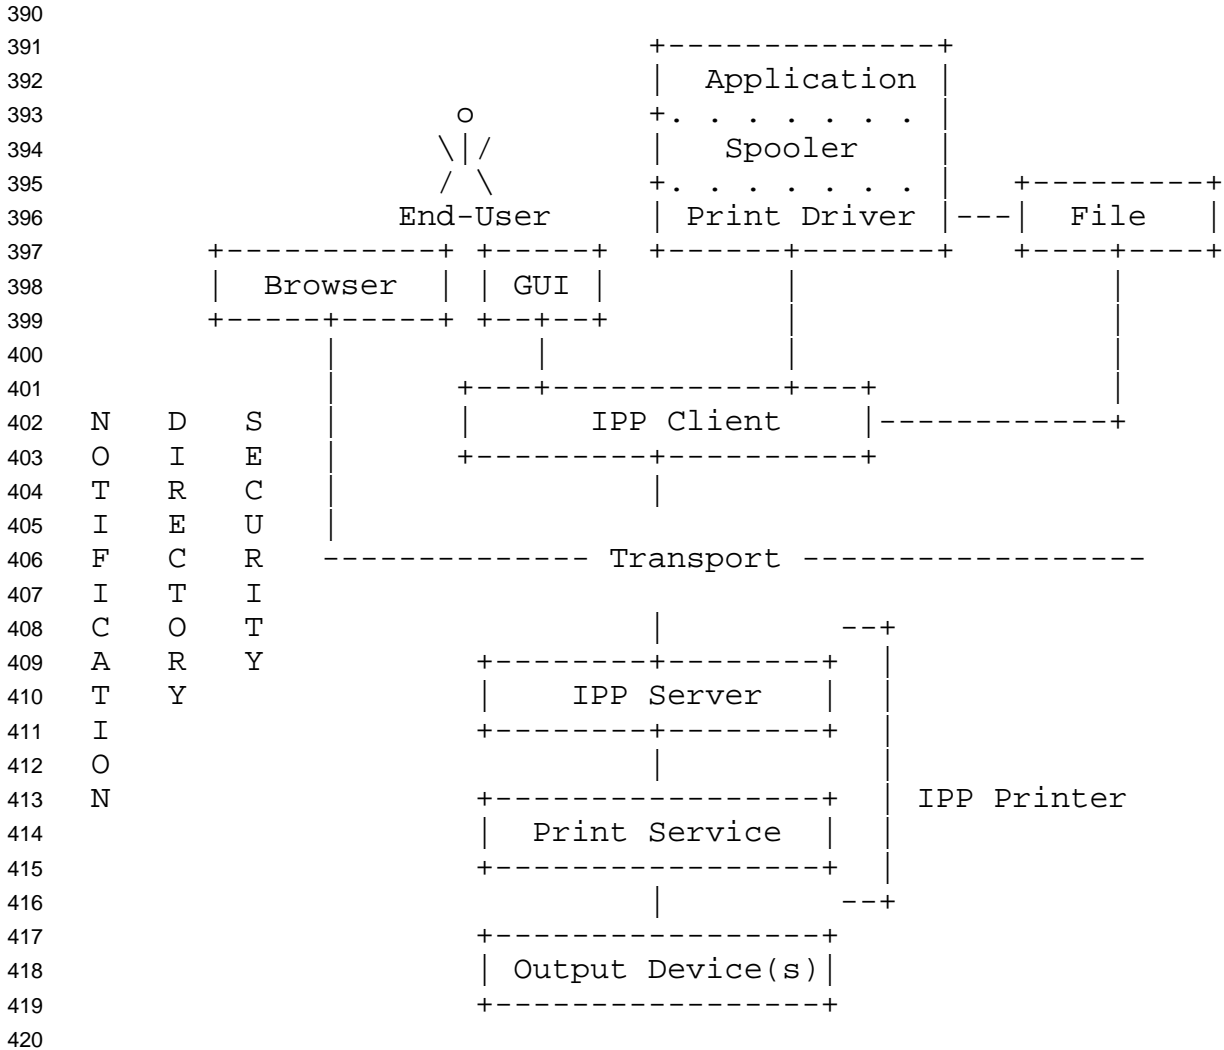 390
391 +---------------+
392 | Application |
393 o +. . . . . . . |
394 \|/ | Spooler |
395 / \ +. . . . . . . | +---------+
396 End-User | Print Driver |---| File |
397 +-----------+ +-----+ +------+-------+ +----+----+
398 | Browser | | GUI | | |
399 +-----+-----+ +--+--+ | |
400 | | | |
401 | +---+------------+---+ |
402 N D S | | IPP Client |------------+
403 O I E | +---------+----------+
404 T R C | |
405 I E U |
406 F C R -------------- Transport ------------------
407 I T I
408 C O T | --+
409 A R Y +--------+--------+ |
410 T Y | IPP Server | |
411 I +--------+--------+ |
412 O | |
413 N +-----------------+ | IPP Printer
414 | Print Service | |
415 +-----------------+ |
416 | --+
417 +-----------------+
418 | Output Device(s)|
419 +-----------------+
420